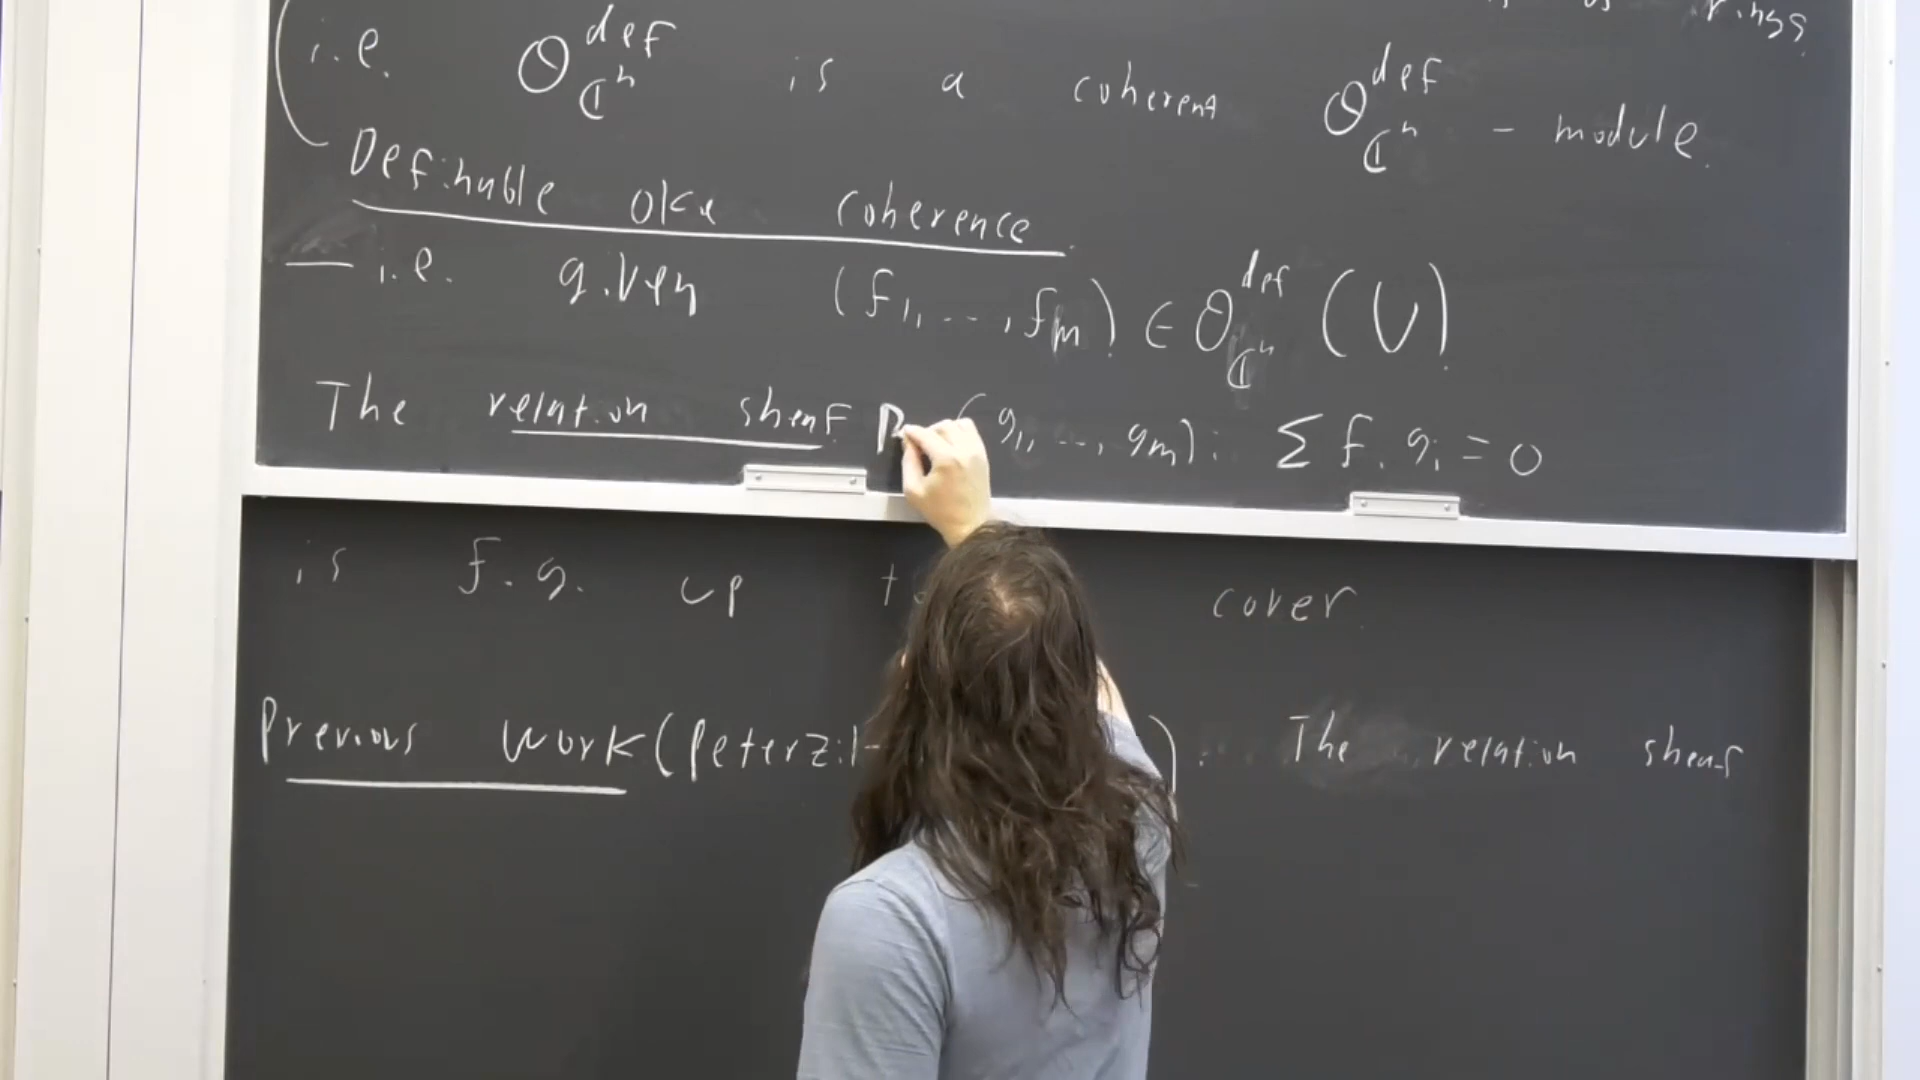 rings.
i.e. O^def_ℂ^n is a coherent O^def_ℂ^n - module.
Definable Oka coherence
— i.e. given (f_1, ..., f_m) ∈ O^def_ℂ^n (U)
The relation sheaf (g_1, ..., g_m): Σ f_i g_i = 0
is f.g. up to cover.
Previous work (Peterzil- ) : The relation sheaf